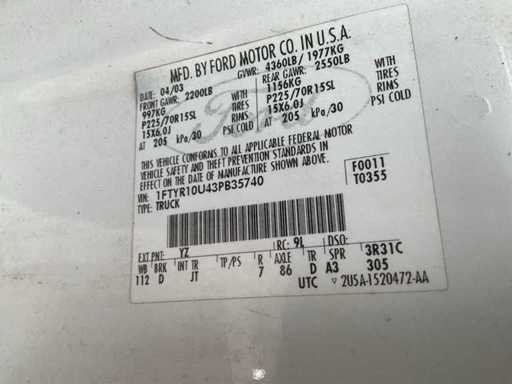 MFD. BY FORD MOTOR CO. IN U.S.A.
DATE: 04/03 GVWR: 4360LB/ 1977KG
FRONT GAWR: 2200LB REAR GAWR: 2550LB
997KG WITH 1156KG WITH
P225/70R15SL TIRES P225/70R15SL TIRES
15X6.0J RIMS 15X6.0J RIMS
AT 205 kPa/30 PSI COLD AT 205 kPa/30 PSI COLD
Ford
THIS VEHICLE CONFORMS TO ALL APPLICABLE FEDERAL MOTOR
VEHICLE SAFETY AND THEFT PREVENTION STANDARDS IN
EFFECT ON THE DATE OF MANUFACTURE SHOWN ABOVE.
VIN: 1FTYR10U43PB35740 F0011
TYPE: TRUCK T0355
EXT PNT: YZ RC: 9L DSO:
WB BRK INT TR TP/PS R AXLE TR SPR 3R31C
112 D JT 7 86 D A3 305
UTC 2U5A-1520472-AA